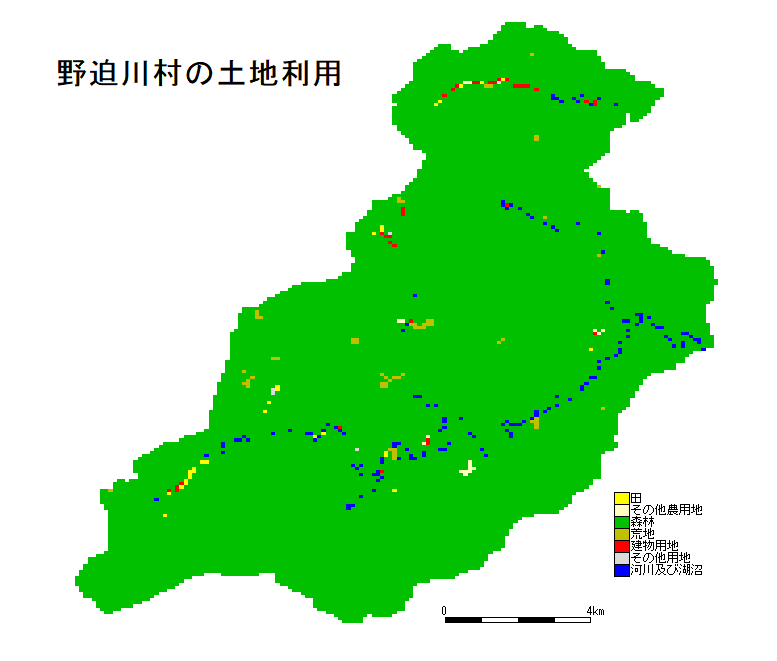 野迫川村の土地利用
田
その他農用地
森林
荒地
建物用地
その他用地
河川及び湖沼
0 4km